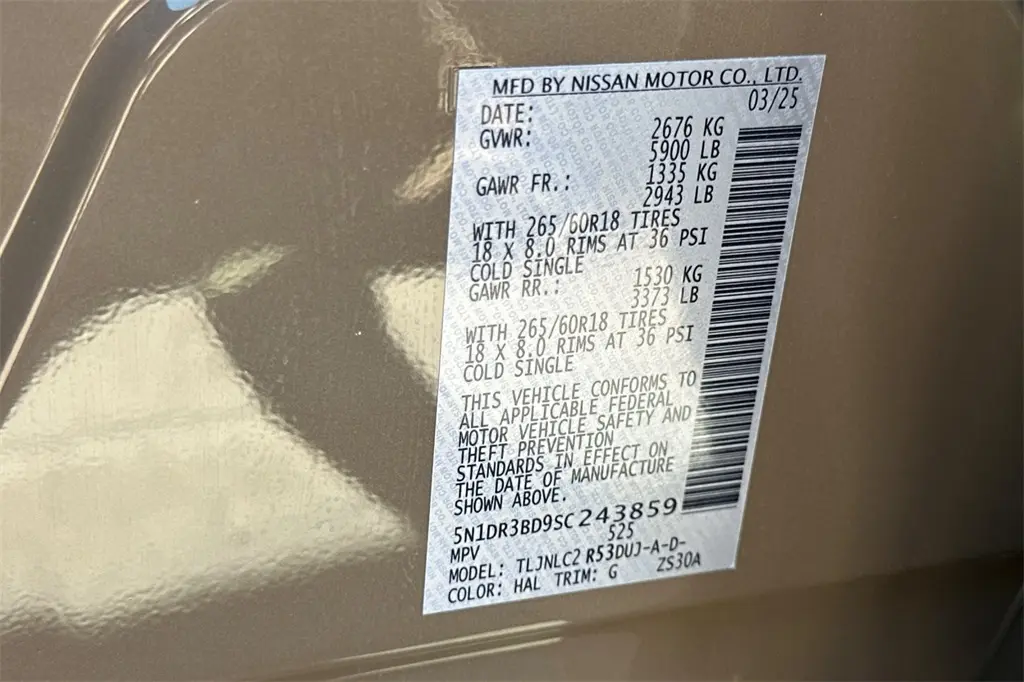 MFD BY NISSAN MOTOR CO., LTD.
DATE: 03/25
GVWR: 2676 KG
5900 LB
GAWR FR.: 1335 KG
2943 LB
WITH 265/60R18 TIRES
18 X 8.0 RIMS AT 36 PSI
COLD SINGLE
GAWR RR.: 1530 KG
3373 LB
WITH 265/60R18 TIRES
18 X 8.0 RIMS AT 36 PSI
COLD SINGLE
THIS VEHICLE CONFORMS TO
ALL APPLICABLE FEDERAL
MOTOR VEHICLE SAFETY AND
THEFT PREVENTION
STANDARDS IN EFFECT ON
THE DATE OF MANUFACTURE
SHOWN ABOVE.
5N1DR3BD9SC243859
MPV 525
MODEL: TLJNLC2 R53DUJ-A-D-
COLOR: HAL TRIM: G ZS30A